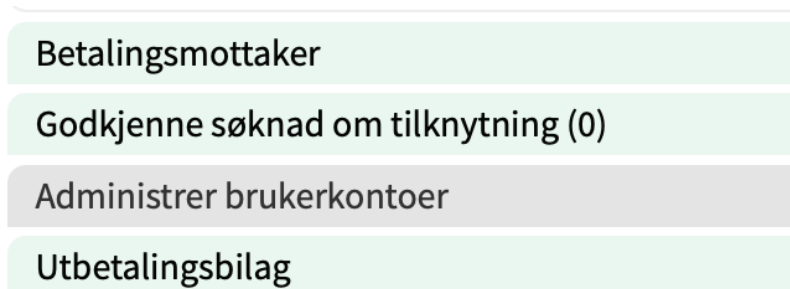 Betalingsmottaker
Godkjenne søknad om tilknytning (0)
Administrer brukerkontoer
Utbetalingsbilag